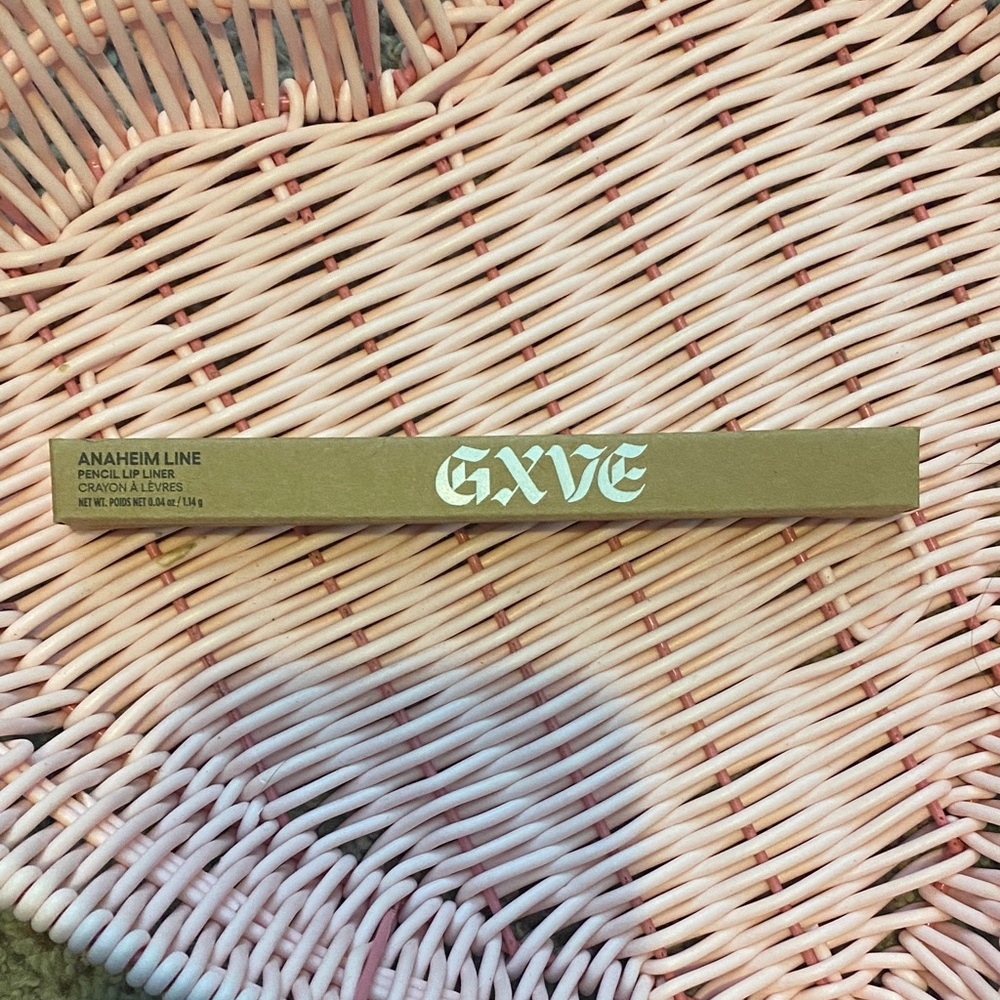 ANAHEIM LINE
PENCIL LIP LINER
CRAYON À LÈVRES
NET WT. POIDS NET 0.04 oz / 1.14 g
GXVE